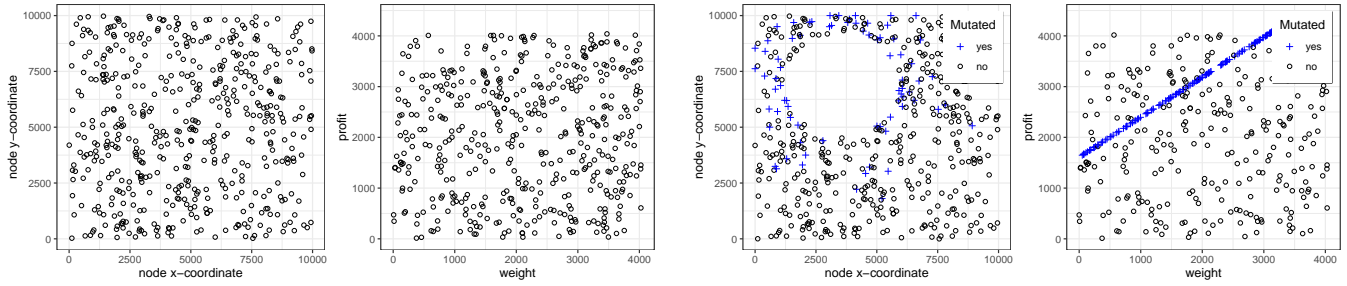 10000
7500
5000
2500
0
node y−coordinate
0 2500 5000 7500 10000
node x−coordinate
4000
3000
2000
1000
0
profit
0 1000 2000 3000 4000
weight
10000
7500
5000
2500
0
node y−coordinate
Mutated
yes
no
0 2500 5000 7500 10000
node x−coordinate
4000
3000
2000
1000
0
profit
Mutated
yes
no
0 1000 2000 3000 4000
weight